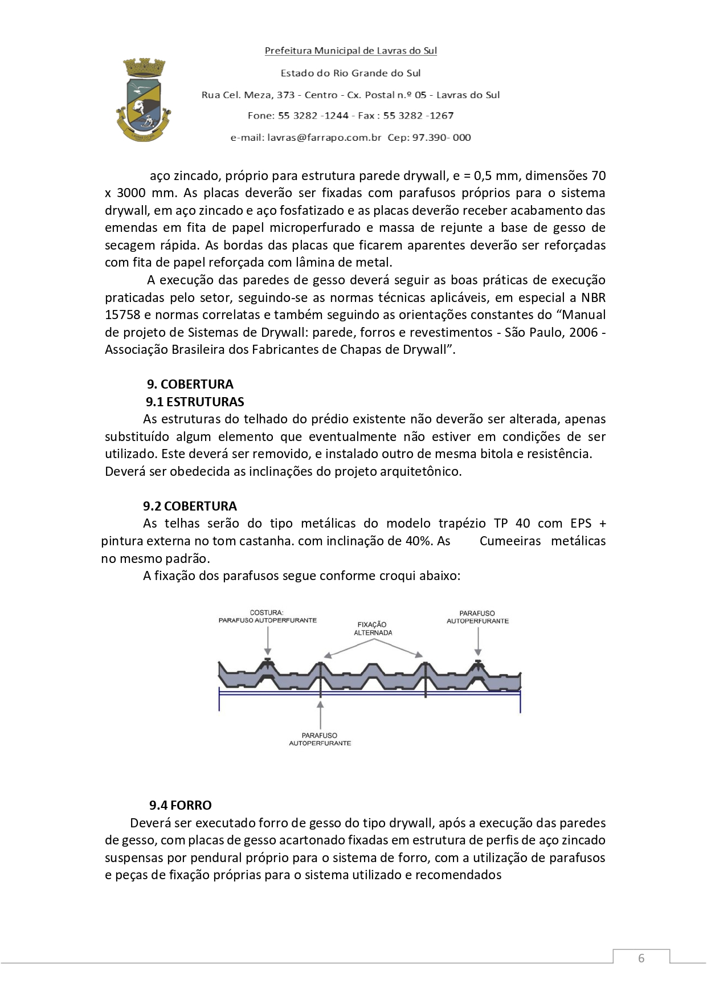 Prefeitura Municipal de Lavras do Sul
Estado do Rio Grande do Sul
Rua Cel. Meza, 373 - Centro - Cx. Postal n.º 05 - Lavras do Sul
Fone: 55 3282 -1244 - Fax : 55 3282 -1267
e-mail: lavras@farrapo.com.br Cep: 97.390- 000
LAVRAS DO SUL
aço zincado, próprio para estrutura parede drywall, e = 0,5 mm, dimensões 70
x 3000 mm. As placas deverão ser fixadas com parafusos próprios para o sistema
drywall, em aço zincado e aço fosfatizado e as placas deverão receber acabamento das
emendas em fita de papel microperfurado e massa de rejunte a base de gesso de
secagem rápida. As bordas das placas que ficarem aparentes deverão ser reforçadas
com fita de papel reforçada com lâmina de metal.
A execução das paredes de gesso deverá seguir as boas práticas de execução
praticadas pelo setor, seguindo-se as normas técnicas aplicáveis, em especial a NBR
15758 e normas correlatas e também seguindo as orientações constantes do “Manual
de projeto de Sistemas de Drywall: parede, forros e revestimentos - São Paulo, 2006 -
Associação Brasileira dos Fabricantes de Chapas de Drywall”.
9. COBERTURA
9.1 ESTRUTURAS
As estruturas do telhado do prédio existente não deverão ser alterada, apenas
substituído algum elemento que eventualmente não estiver em condições de ser
utilizado. Este deverá ser removido, e instalado outro de mesma bitola e resistência.
Deverá ser obedecida as inclinações do projeto arquitetônico.
9.2 COBERTURA
As telhas serão do tipo metálicas do modelo trapézio TP 40 com EPS +
pintura externa no tom castanha. com inclinação de 40%. As Cumeeiras metálicas
no mesmo padrão.
A fixação dos parafusos segue conforme croqui abaixo:
COSTURA:
PARAFUSO AUTOPERFURANTE
FIXAÇÃO
ALTERNADA
PARAFUSO
AUTOPERFURANTE
PARAFUSO
AUTOPERFURANTE
9.4 FORRO
Deverá ser executado forro de gesso do tipo drywall, após a execução das paredes
de gesso, com placas de gesso acartonado fixadas em estrutura de perfis de aço zincado
suspensas por pendural próprio para o sistema de forro, com a utilização de parafusos
e peças de fixação próprias para o sistema utilizado e recomendados
6